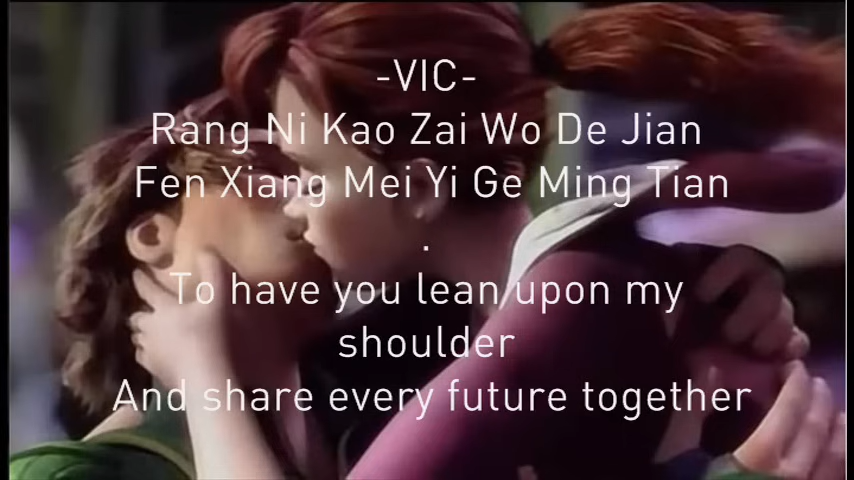 -VIC-
Rang Ni Kao Zai Wo De Jian
Fen Xiang Mei Yi Ge Ming Tian
.
To have you lean upon my
shoulder
And share every future together